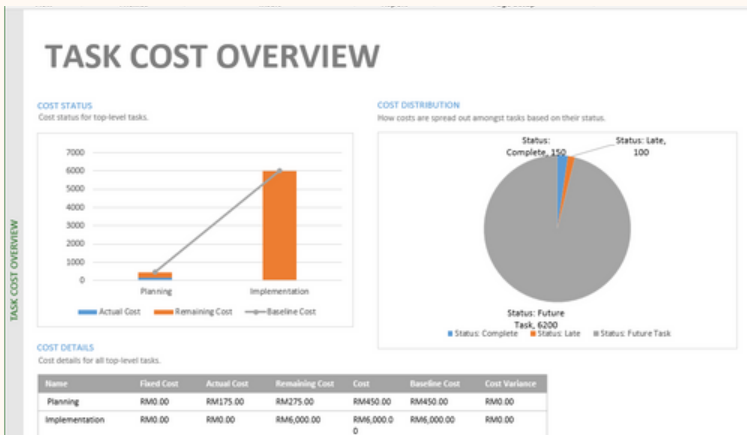 TASK COST OVERVIEW
TASK COST OVERVIEW
COST STATUS
Cost status for top-level tasks.
7000
6000
5000
4000
3000
2000
1000
0
Planning Implementation
Actual Cost Remaining Cost Baseline Cost
COST DISTRIBUTION
How costs are spread out amongst tasks based on their status.
Status:
Complete, 150
Status: Late,
100
Status: Future
Task, 6200
Status: Complete Status: Late Status: Future Task
COST DETAILS
Cost details for all top-level tasks.
Name Fixed Cost Actual Cost Remaining Cost Cost Baseline Cost Cost Variance
Planning RM0.00 RM175.00 RM275.00 RM450.00 RM450.00 RM0.00
Implementation RM0.00 RM0.00 RM6,000.00 RM6,000.0 RM6,000.00 RM0.00
0